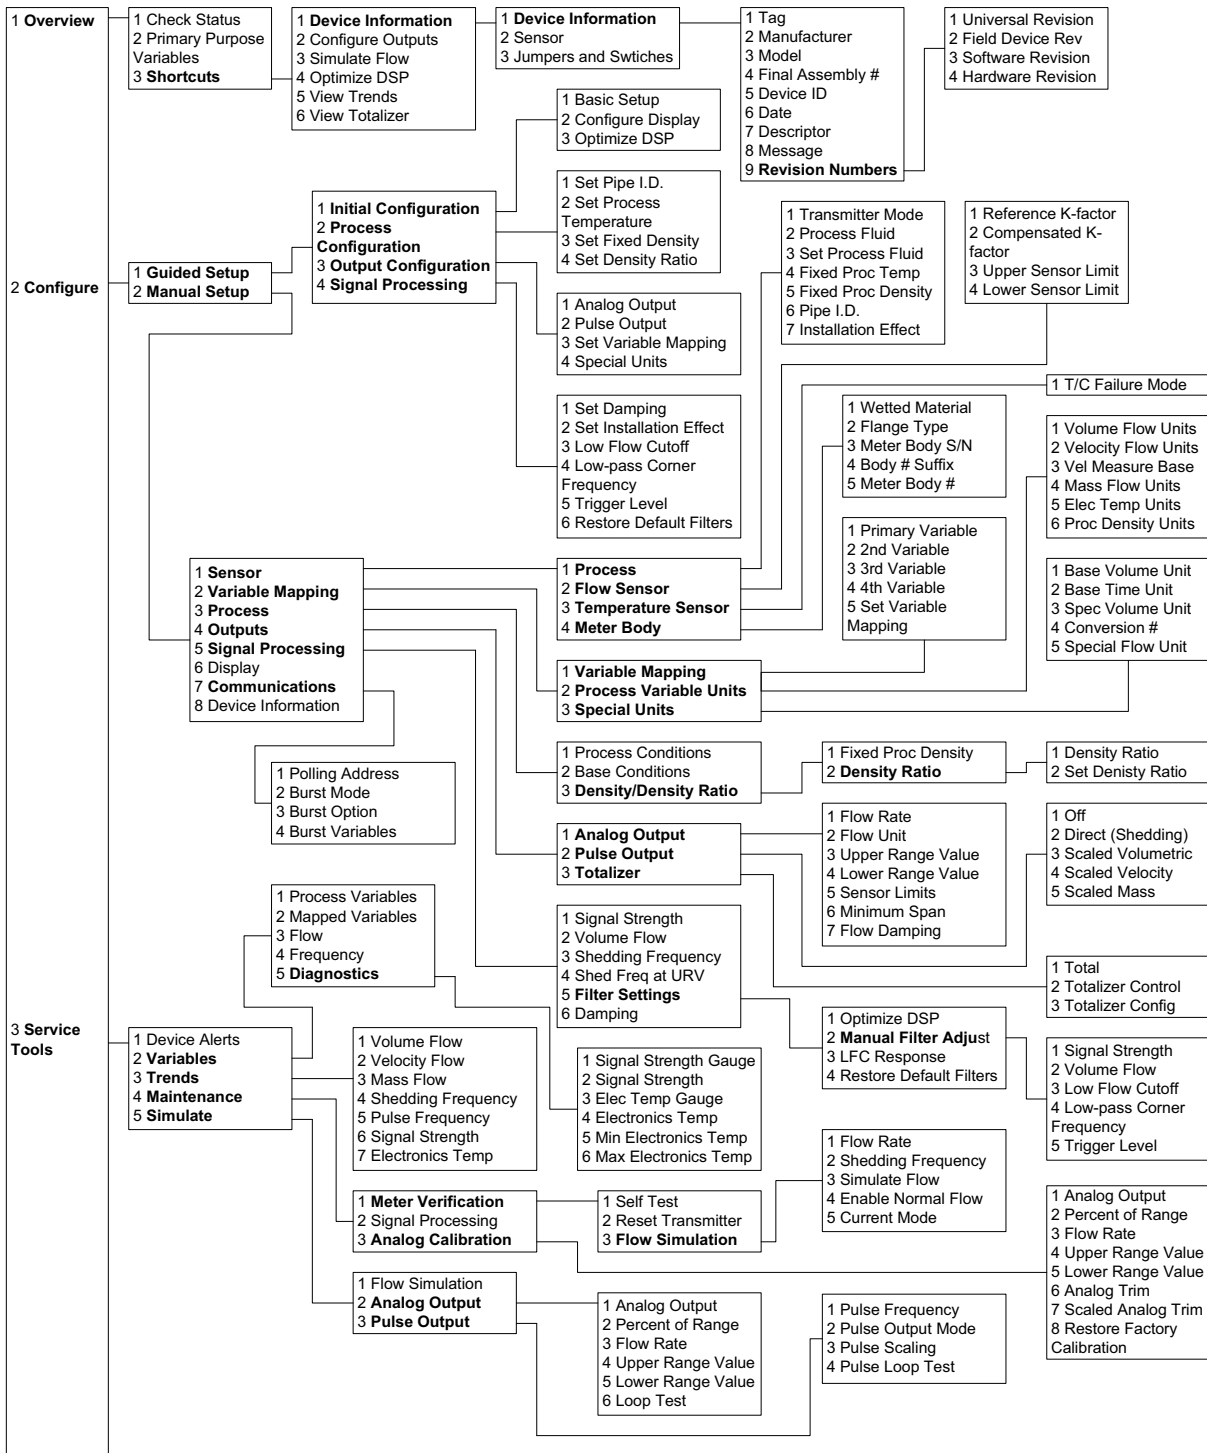 1 Overview
1 Check Status
2 Primary Purpose
Variables
3 Shortcuts
1 Device Information
2 Configure Outputs
3 Simulate Flow
4 Optimize DSP
5 View Trends
6 View Totalizer
1 Device Information
2 Sensor
3 Jumpers and Swtiches
1 Tag
2 Manufacturer
3 Model
4 Final Assembly #
5 Device ID
6 Date
7 Descriptor
8 Message
9 Revision Numbers
1 Universal Revision
2 Field Device Rev
3 Software Revision
4 Hardware Revision
2 Configure
1 Guided Setup
2 Manual Setup
1 Initial Configuration
2 Process
Configuration
3 Output Configuration
4 Signal Processing
1 Basic Setup
2 Configure Display
3 Optimize DSP
1 Set Pipe I.D.
2 Set Process
Temperature
3 Set Fixed Density
4 Set Density Ratio
1 Analog Output
2 Pulse Output
3 Set Variable Mapping
4 Special Units
1 Set Damping
2 Set Installation Effect
3 Low Flow Cutoff
4 Low-pass Corner
Frequency
5 Trigger Level
6 Restore Default Filters
1 Sensor
2 Variable Mapping
3 Process
4 Outputs
5 Signal Processing
6 Display
7 Communications
8 Device Information
1 Process
2 Flow Sensor
3 Temperature Sensor
4 Meter Body
1 Transmitter Mode
2 Process Fluid
3 Set Process Fluid
4 Fixed Proc Temp
5 Fixed Proc Density
6 Pipe I.D.
7 Installation Effect
1 Reference K-factor
2 Compensated K-
factor
3 Upper Sensor Limit
4 Lower Sensor Limit
1 T/C Failure Mode
1 Wetted Material
2 Flange Type
3 Meter Body S/N
4 Body # Suffix
5 Meter Body #
1 Variable Mapping
2 Process Variable Units
3 Special Units
1 Primary Variable
2 2nd Variable
3 3rd Variable
4 4th Variable
5 Set Variable
Mapping
1 Volume Flow Units
2 Velocity Flow Units
3 Vel Measure Base
4 Mass Flow Units
5 Elec Temp Units
6 Proc Density Units
1 Base Volume Unit
2 Base Time Unit
3 Spec Volume Unit
4 Conversion #
5 Special Flow Unit
1 Process Conditions
2 Base Conditions
3 Density/Density Ratio
1 Fixed Proc Density
2 Density Ratio
1 Density Ratio
2 Set Denisty Ratio
1 Polling Address
2 Burst Mode
3 Burst Option
4 Burst Variables
1 Analog Output
2 Pulse Output
3 Totalizer
1 Flow Rate
2 Flow Unit
3 Upper Range Value
4 Lower Range Value
5 Sensor Limits
6 Minimum Span
7 Flow Damping
1 Off
2 Direct (Shedding)
3 Scaled Volumetric
4 Scaled Velocity
5 Scaled Mass
1 Total
2 Totalizer Control
3 Totalizer Config
1 Signal Strength
2 Volume Flow
3 Shedding Frequency
4 Shed Freq at URV
5 Filter Settings
6 Damping
1 Optimize DSP
2 Manual Filter Adjust
3 LFC Response
4 Restore Default Filters
1 Signal Strength
2 Volume Flow
3 Low Flow Cutoff
4 Low-pass Corner
Frequency
5 Trigger Level
3 Service
Tools
1 Device Alerts
2 Variables
3 Trends
4 Maintenance
5 Simulate
1 Process Variables
2 Mapped Variables
3 Flow
4 Frequency
5 Diagnostics
1 Signal Strength Gauge
2 Signal Strength
3 Elec Temp Gauge
4 Electronics Temp
5 Min Electronics Temp
6 Max Electronics Temp
1 Volume Flow
2 Velocity Flow
3 Mass Flow
4 Shedding Frequency
5 Pulse Frequency
6 Signal Strength
7 Electronics Temp
1 Meter Verification
2 Signal Processing
3 Analog Calibration
1 Self Test
2 Reset Transmitter
3 Flow Simulation
1 Flow Rate
2 Shedding Frequency
3 Simulate Flow
4 Enable Normal Flow
5 Current Mode
1 Analog Output
2 Percent of Range
3 Flow Rate
4 Upper Range Value
5 Lower Range Value
6 Analog Trim
7 Scaled Analog Trim
8 Restore Factory
Calibration
1 Flow Simulation
2 Analog Output
3 Pulse Output
1 Analog Output
2 Percent of Range
3 Flow Rate
4 Upper Range Value
5 Lower Range Value
6 Loop Test
1 Pulse Frequency
2 Pulse Output Mode
3 Pulse Scaling
4 Pulse Loop Test